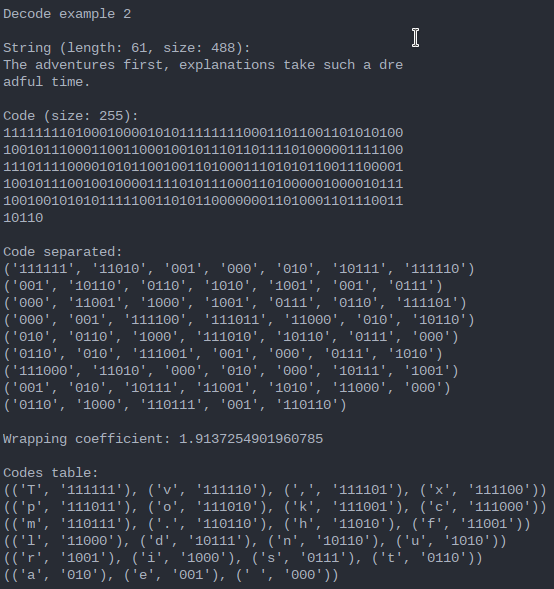 Decode example 2
String (length: 61, size: 488):
The adventures first, explanations take such a dre
adful time.
Code (size: 255):
11111111010001000010101111111100011011001101010100
10010111000110011000100101110110111101000001111100
11101111000010101100100110100011101010110011100001
10010111001001000011110101110001101000001000010111
10010010101011111001101011000000011010001101110011
10110
Code separated:
('111111', '11010', '001', '000', '010', '10111', '111110')
('001', '10110', '0110', '1010', '1001', '001', '0111')
('000', '11001', '1000', '1001', '0111', '0110', '111101')
('000', '001', '111100', '111011', '11000', '010', '10110')
('010', '0110', '1000', '111010', '10110', '0111', '000')
('0110', '010', '111001', '001', '000', '0111', '1010')
('111000', '11010', '000', '010', '000', '10111', '1001')
('001', '010', '10111', '11001', '1010', '11000', '000')
('0110', '1000', '110111', '001', '110110')
Wrapping coefficient: 1.9137254901960785
Codes table:
(('T', '111111'), ('v', '111110'), (',', '111101'), ('x', '111100'))
(('p', '111011'), ('o', '111010'), ('k', '111001'), ('c', '111000'))
(('m', '110111'), ('.', '110110'), ('h', '11010'), ('f', '11001'))
(('l', '11000'), ('d', '10111'), ('n', '10110'), ('u', '1010'))
(('r', '1001'), ('i', '1000'), ('s', '0111'), ('t', '0110'))
(('a', '010'), ('e', '001'), (' ', '000'))